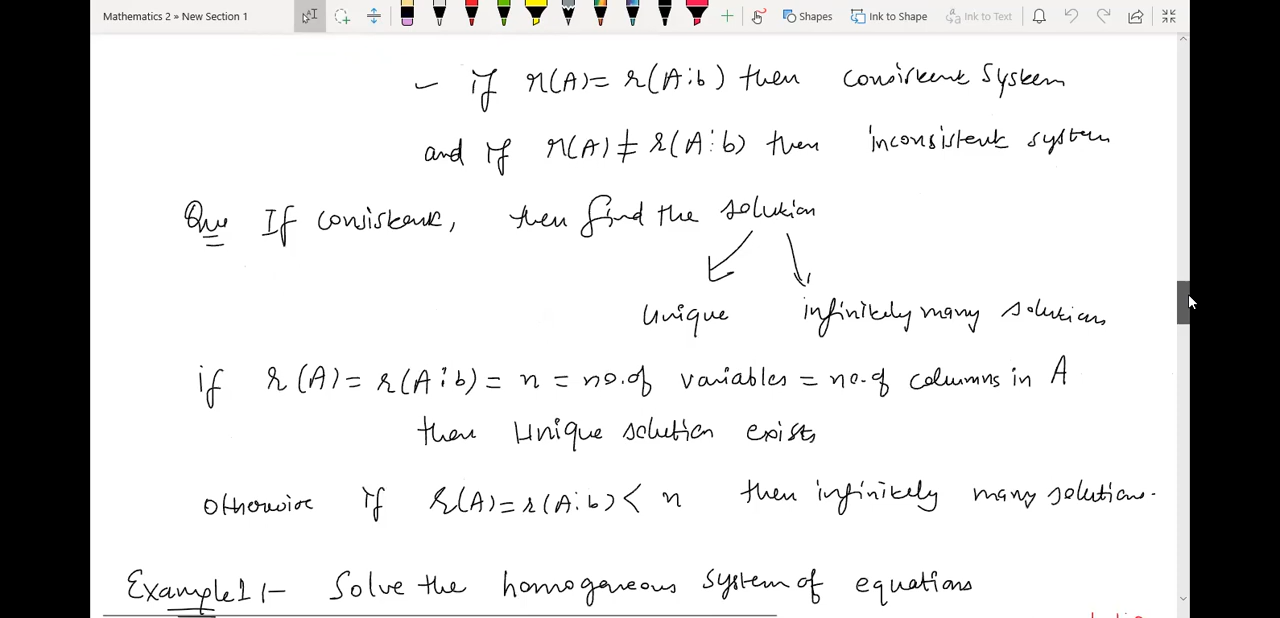 Mathematics 2 » New Section 1
Shapes Ink to Shape Ink to Text
- if r(A) = r(A:b) then consistent system
and if r(A) ≠ r(A:b) then inconsistent system
Que If consistent, then find the solution
Unique infinitely many solutions
if r(A) = r(A:b) = n = no. of variables = no. of columns in A
then Unique solution exists
otherwise if r(A) = r(A:b) < n then infinitely many solutions.
Example 1 :- Solve the homogeneous system of equations